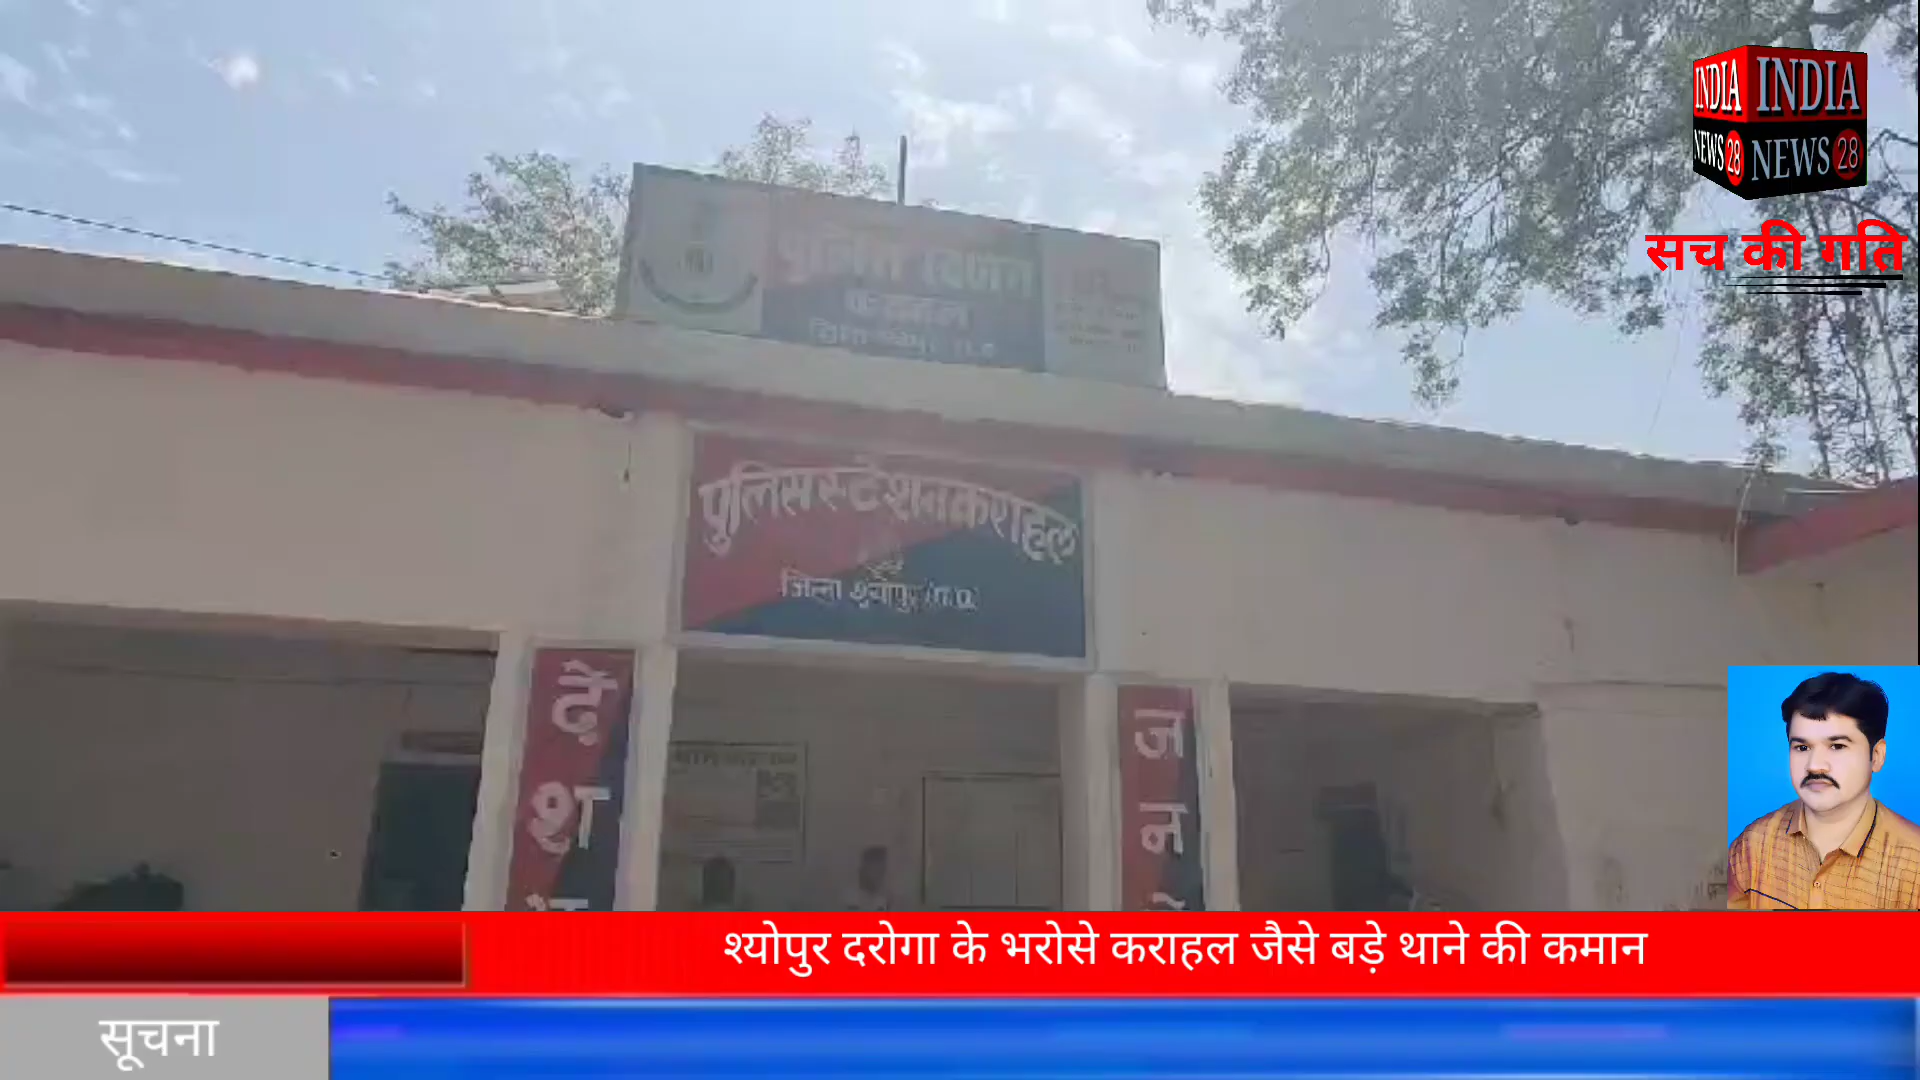 INDIA INDIA
NEWS 28 NEWS 28
सच की गति
पुलिस स्टेशन कराहल
जिला श्योपुर
दे श
ज न
श्योपुर दरोगा के भरोसे कराहल जैसे बड़े थाने की कमान
सूचना